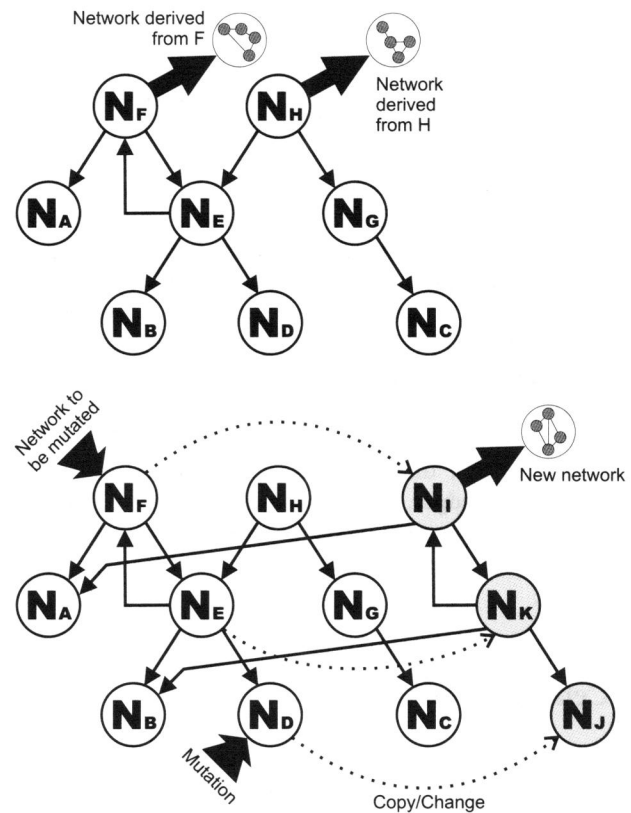 Network derived
from F
Network
derived
from H
NF
NH
NA
NE
NG
NB
ND
NC
Network to
be mutated
New network
NF
NH
NI
NA
NE
NG
NK
NB
ND
NC
NJ
Mutation
Copy/Change